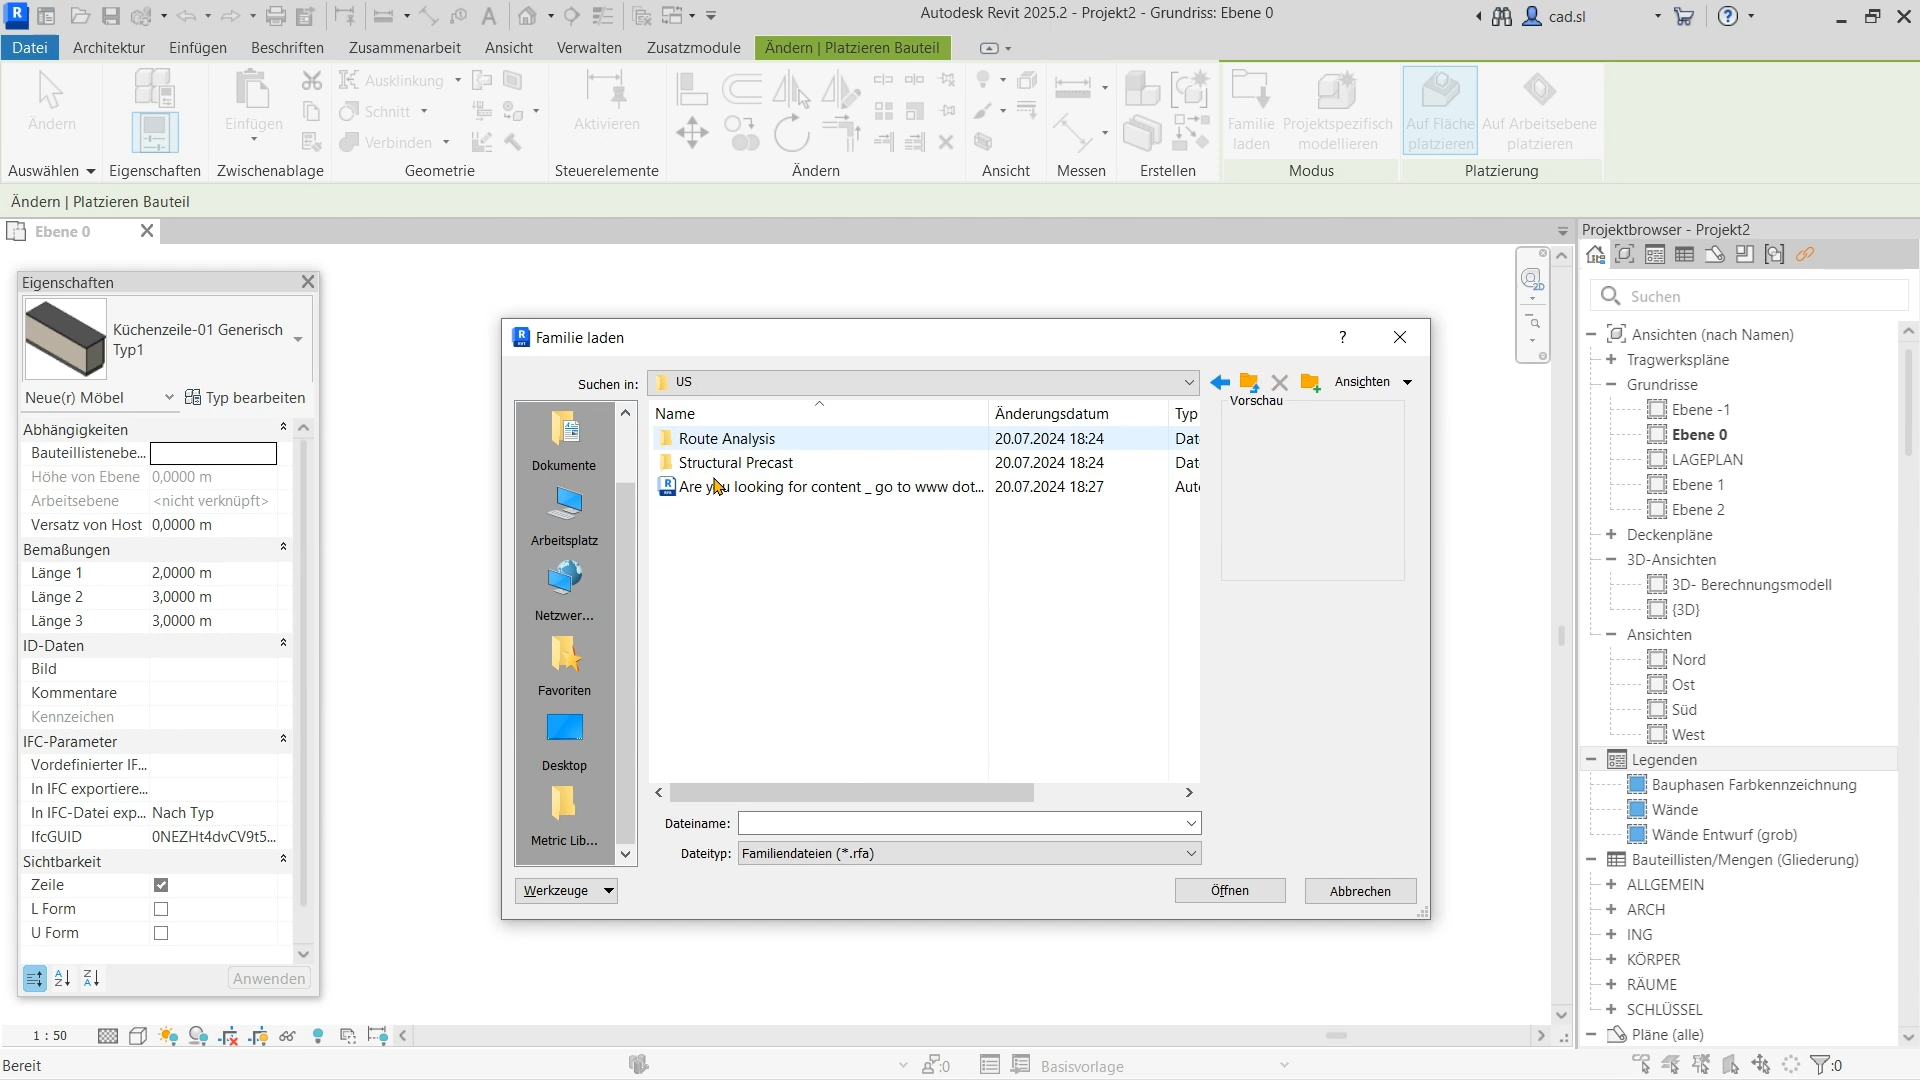 Autodesk Revit 2025.2 - Projekt2 - Grundriss: Ebene 0
cad.sl
Datei
Architektur
Einfügen
Beschriften
Zusammenarbeit
Ansicht
Verwalten
Zusatzmodule
Ändern | Platzieren Bauteil
Ändern
Einfügen
Ausklinkung
Schnitt
Verbinden
Aktivieren
Familie laden
Projektspezifisch modellieren
Auf Fläche platzieren
Auf Arbeitsebene platzieren
Auswählen
Eigenschaften
Zwischenablage
Geometrie
Steuerelemente
Ändern
Ansicht
Messen
Erstellen
Modus
Platzierung
Ändern | Platzieren Bauteil
Ebene 0
Eigenschaften
Küchenzeile-01 Generisch
Typ1
Neue(r) Möbel
Typ bearbeiten
Abhängigkeiten
Bauteillistenebe...
Höhe von Ebene 0,0000 m
Arbeitsebene <nicht verknüpft>
Versatz von Host 0,0000 m
Bemaßungen
Länge 1 2,0000 m
Länge 2 3,0000 m
Länge 3 3,0000 m
ID-Daten
Bild
Kommentare
Kennzeichen
IFC-Parameter
Vordefinierter IF...
In IFC exportiere...
In IFC-Datei exp... Nach Typ
IfcGUID 0NEZHt4dvCV9t5...
Sichtbarkeit
Zeile
L Form
U Form
Anwenden
Familie laden
?
Suchen in:
US
Ansichten
Dokumente
Arbeitsplatz
Netzwer...
Favoriten
Desktop
Metric Lib...
Name Änderungsdatum Typ
Route Analysis 20.07.2024 18:24 Dat
Structural Precast 20.07.2024 18:24 Dat
Are you looking for content _ go to www dot... 20.07.2024 18:27 Aut
Vorschau
Dateiname:
Dateityp: Familiendateien (*.rfa)
Werkzeuge
Öffnen
Abbrechen
2D
Projektbrowser - Projekt2
Suchen
Ansichten (nach Namen)
Tragwerkspläne
Grundrisse
Ebene -1
Ebene 0
LAGEPLAN
Ebene 1
Ebene 2
Deckenpläne
3D-Ansichten
3D- Berechnungsmodell
{3D}
Ansichten
Nord
Ost
Süd
West
Legenden
Bauphasen Farbkennzeichnung
Wände
Wände Entwurf (grob)
Bauteillisten/Mengen (Gliederung)
ALLGEMEIN
ARCH
ING
KÖRPER
RÄUME
SCHLÜSSEL
Pläne (alle)
1 : 50
Bereit
:0
Basisvorlage
:0